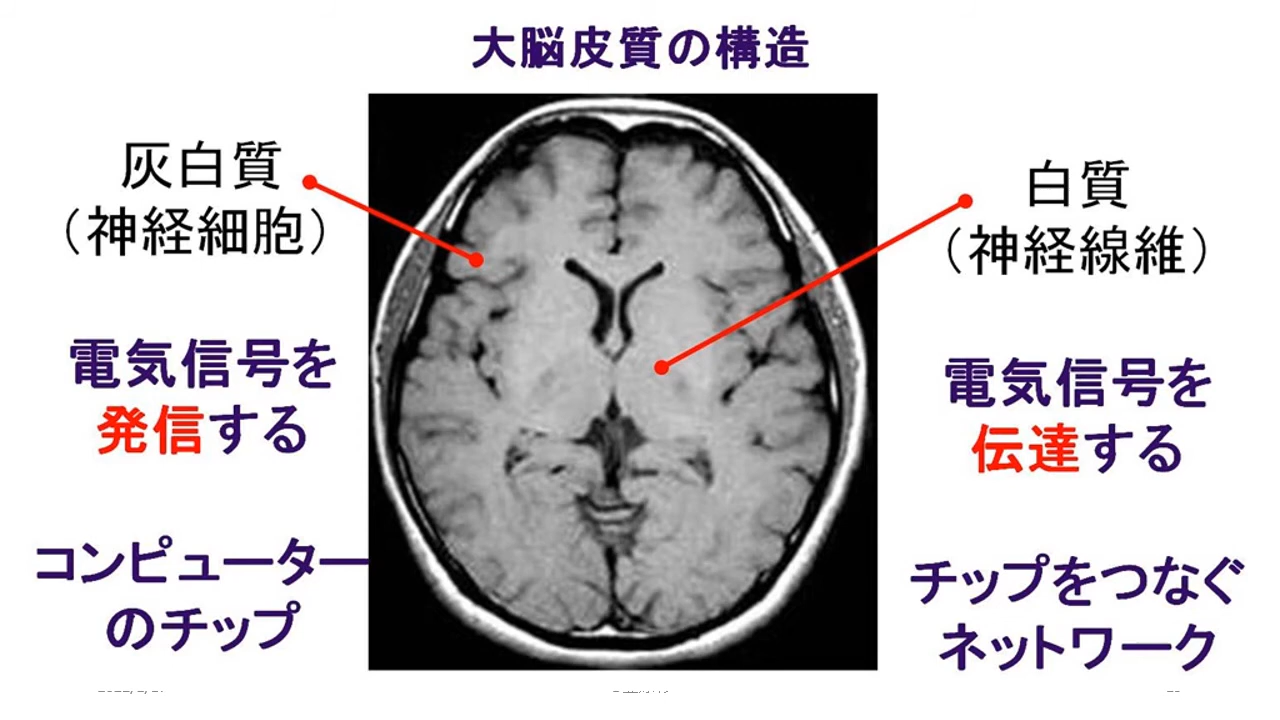 大脳皮質の構造
灰白質
（神経細胞）
電気信号を
発信する
コンピューター
のチップ
白質
（神経線維）
電気信号を
伝達する
チップをつなぐ
ネットワーク